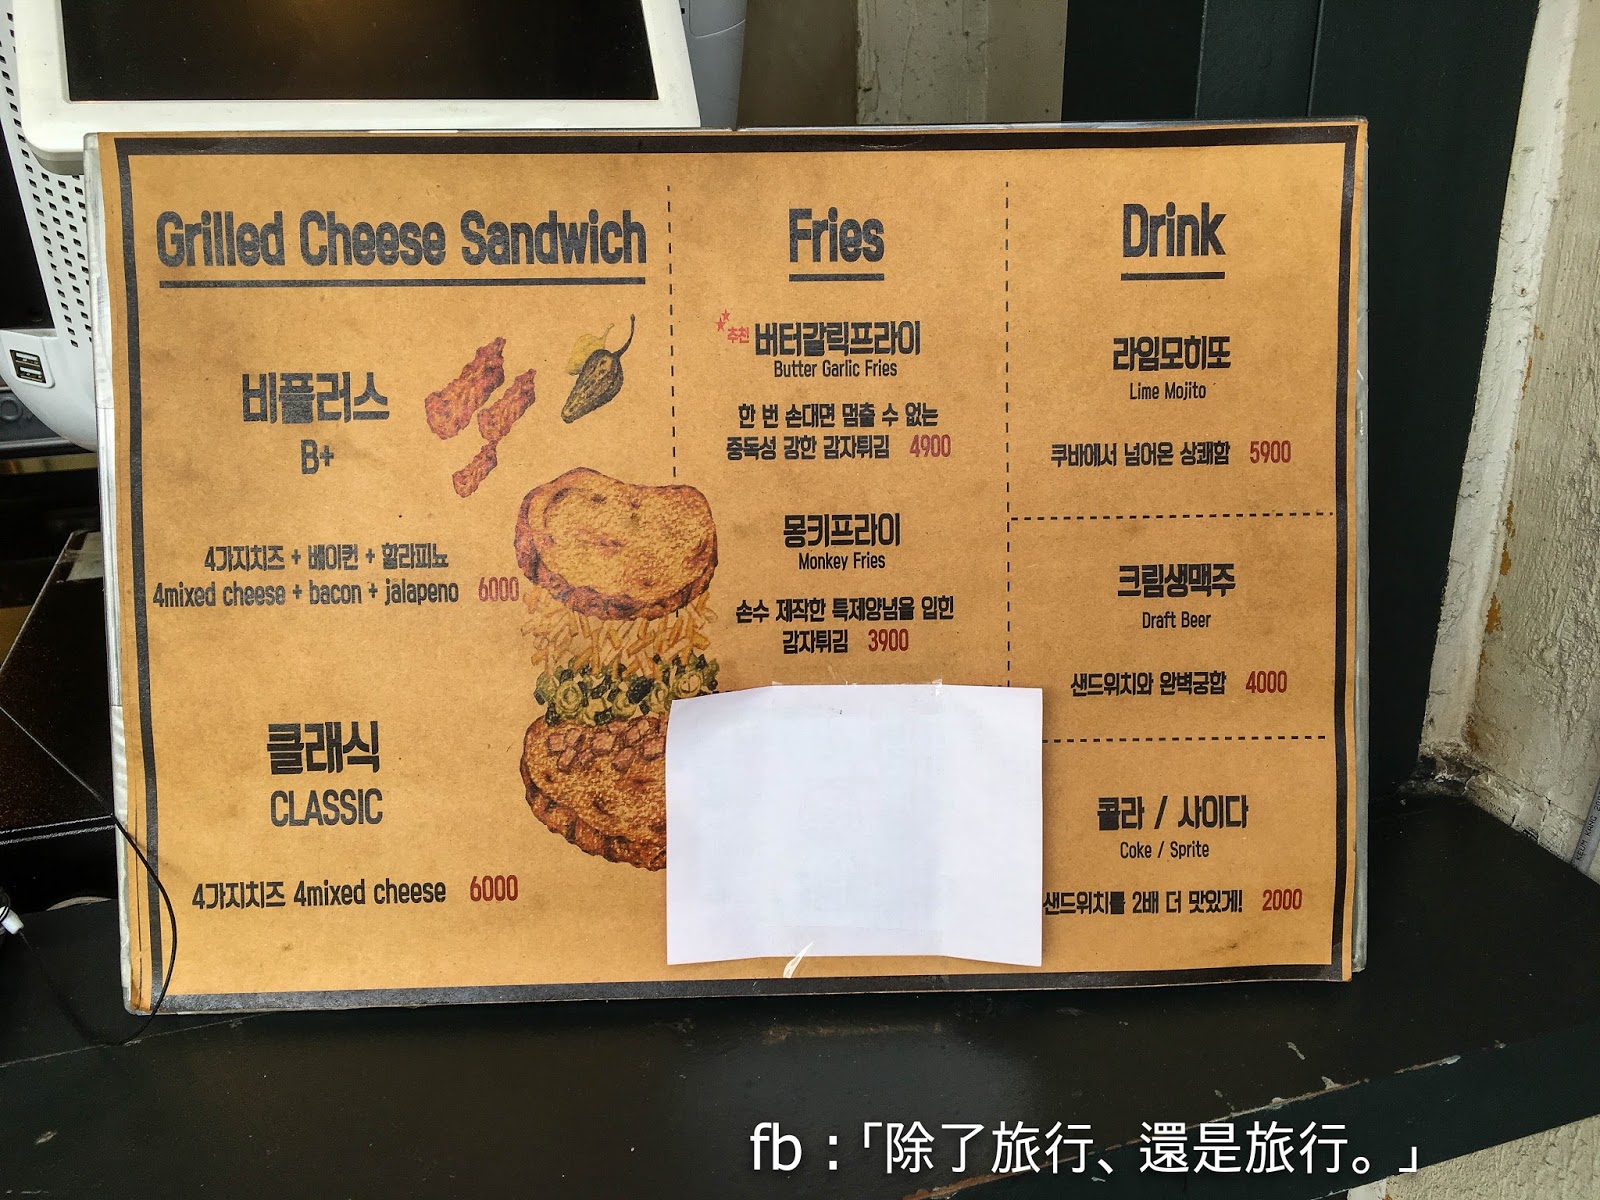 Grilled Cheese Sandwich
비플러스
B+
4가지치즈 + 베이컨 + 할라피뇨
4mixed cheese + bacon + jalapeno 6000
클래식
CLASSIC
4가지치즈 4mixed cheese 6000
Fries
추천 버터갈릭프라이
Butter Garlic Fries
한 번 손대면 멈출 수 없는
중독성 강한 감자튀김 4900
몽키프라이
Monkey Fries
손수 제작한 특제양념을 입힌
감자튀김 3900
Drink
라임모히또
Lime Mojito
쿠바에서 넘어온 상쾌함 5900
크림생맥주
Draft Beer
샌드위치와 완벽궁합 4000
콜라 / 사이다
Coke / Sprite
샌드위치를 2배 더 맛있게! 2000
fb：「除了旅行、還是旅行。」